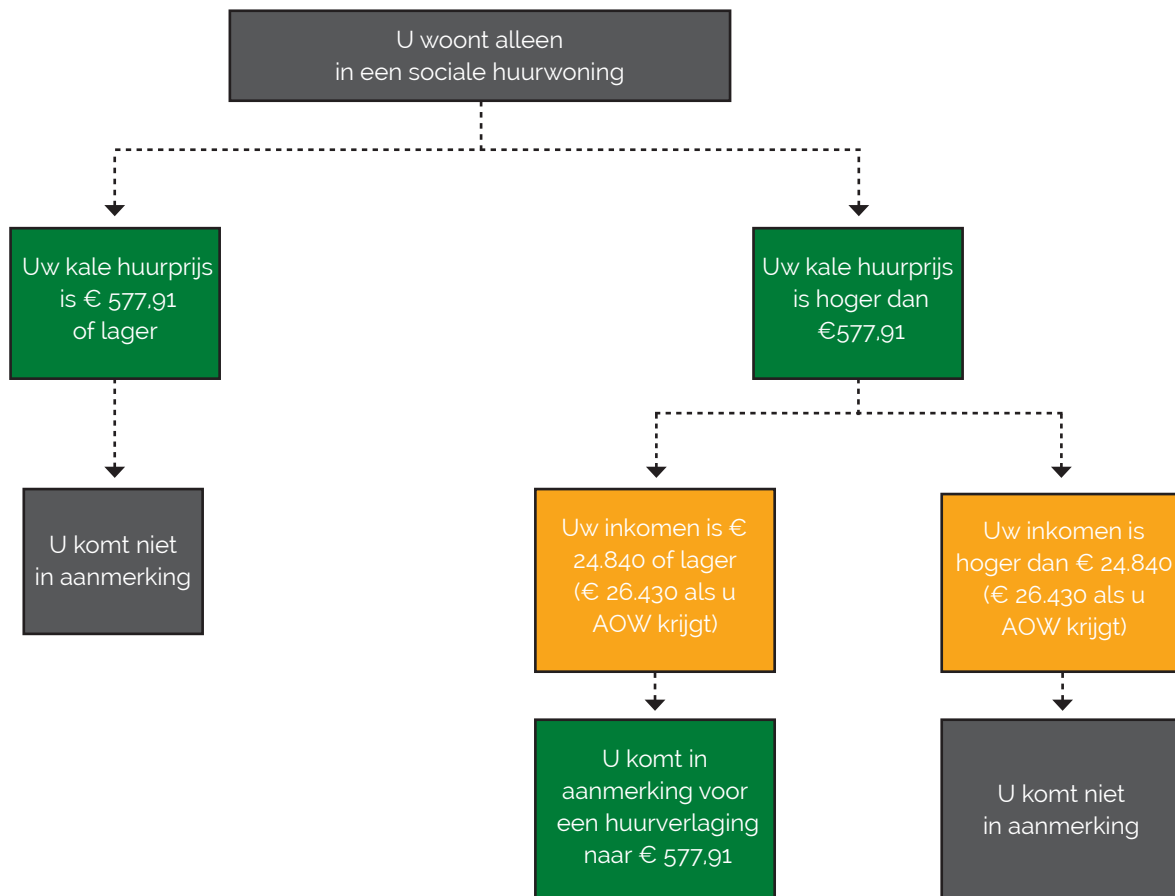 U woont alleen
in een sociale huurwoning
Uw kale huurprijs
is € 577,91
of lager
Uw kale huurprijs
is hoger dan
€577,91
U komt niet
in aanmerking
Uw inkomen is €
24.840 of lager
(€ 26.430 als u
AOW krijgt)
Uw inkomen is
hoger dan € 24.840
(€ 26.430 als u
AOW krijgt)
U komt in
aanmerking voor
een huurverlaging
naar € 577,91
U komt niet
in aanmerking